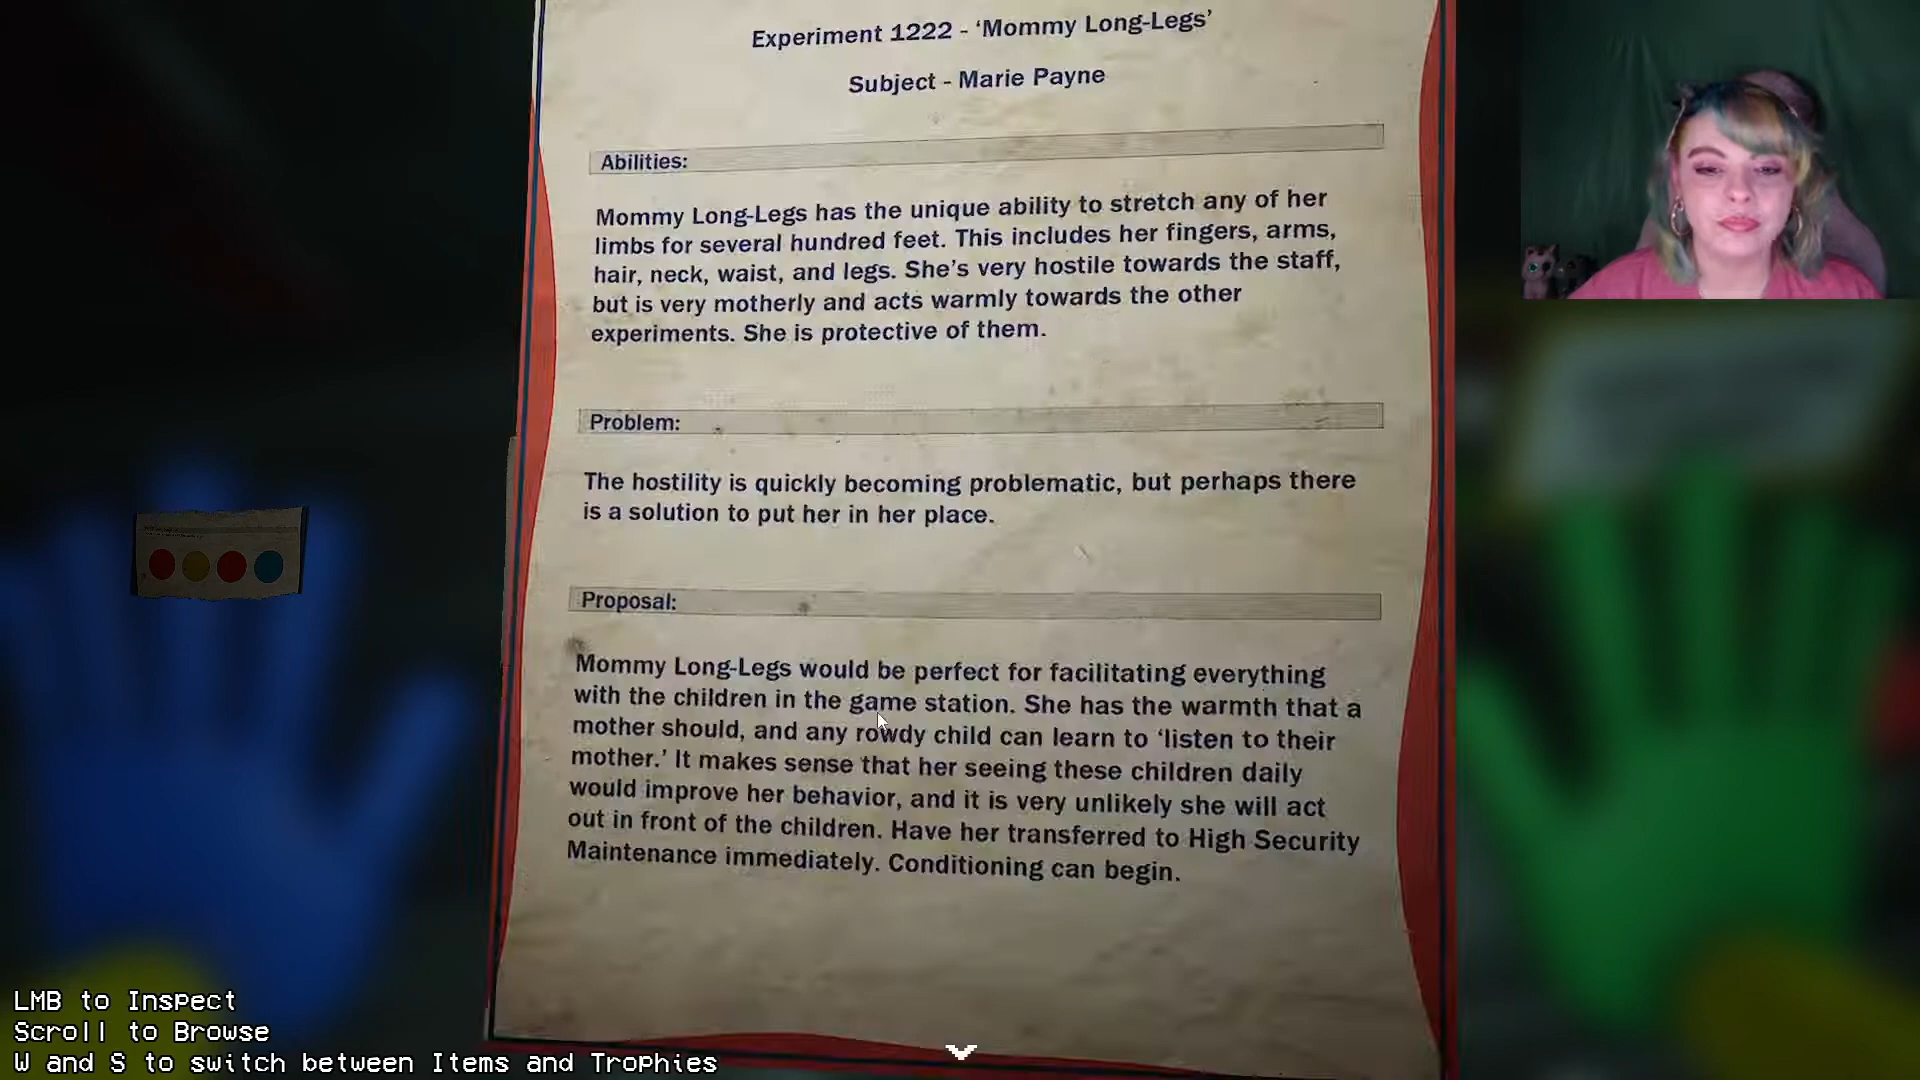 Experiment 1222 - ‘Mommy Long-Legs’
Subject - Marie Payne
Abilities:
Mommy Long-Legs has the unique ability to stretch any of her
limbs for several hundred feet. This includes her fingers, arms,
hair, neck, waist, and legs. She’s very hostile towards the staff,
but is very motherly and acts warmly towards the other
experiments. She is protective of them.
Problem:
The hostility is quickly becoming problematic, but perhaps there
is a solution to put her in her place.
Proposal:
Mommy Long-Legs would be perfect for facilitating everything
with the children in the game station. She has the warmth that a
mother should, and any rowdy child can learn to ‘listen to their
mother.’ It makes sense that her seeing these children daily
would improve her behavior, and it is very unlikely she will act
out in front of the children. Have her transferred to High Security
Maintenance immediately. Conditioning can begin.
LMB to Inspect
Scroll to Browse
W and S to switch between Items and Trophies